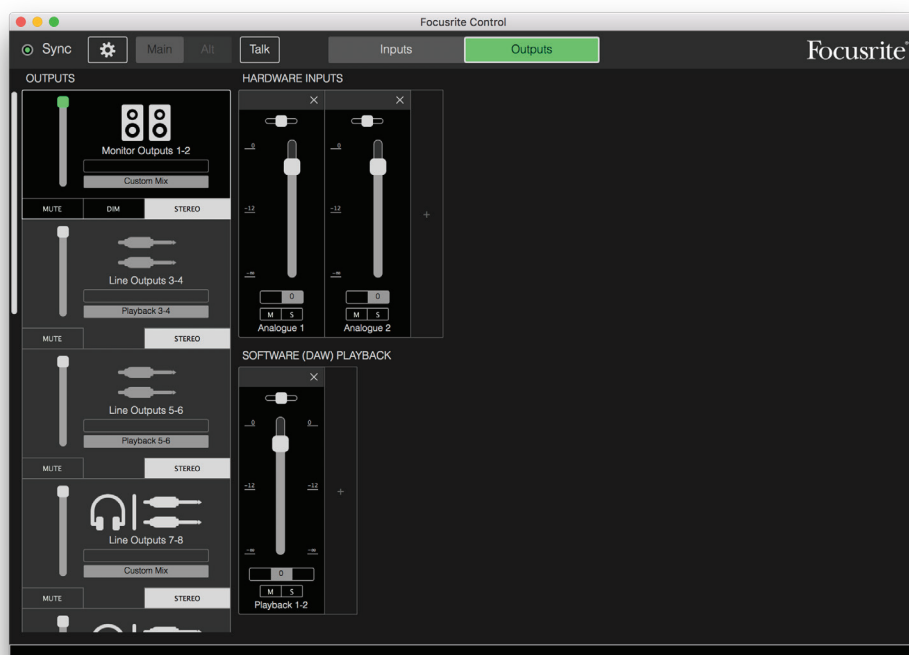 Focusrite Control
Sync Main Alt Talk Inputs Outputs Focusrite®
OUTPUTS
Monitor Outputs 1-2
Custom Mix
MUTE DIM STEREO
Line Outputs 3-4
Playback 3-4
MUTE STEREO
Line Outputs 5-6
Playback 5-6
MUTE STEREO
Line Outputs 7-8
Custom Mix
MUTE STEREO
HARDWARE INPUTS
0 0
-12 -12
-∞ -∞
0 0
M S M S
Analogue 1 Analogue 2
+
SOFTWARE (DAW) PLAYBACK
0 0
-12 -12
-∞ -∞
0
M S
Playback 1-2
+